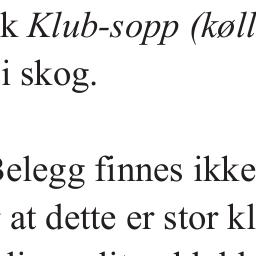 k Klub-sopp (køll
i skog.
Belegg finnes ikke
at dette er stor kl